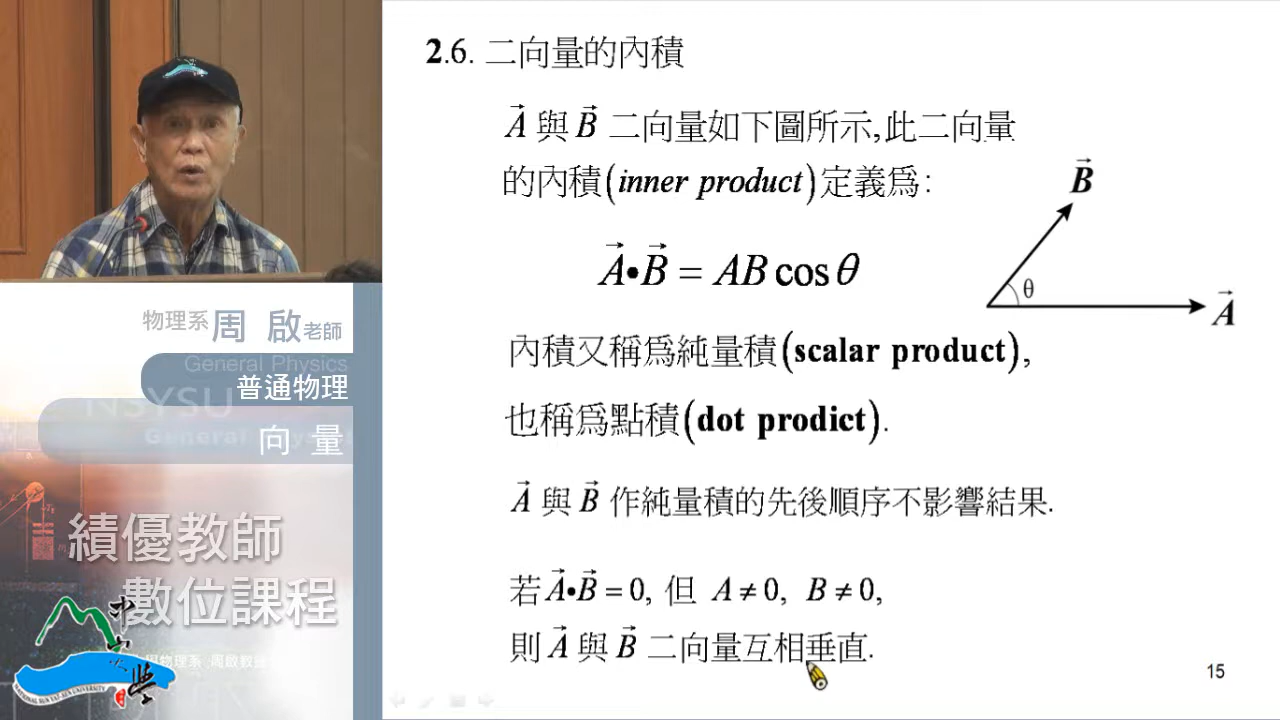 2.6. 二向量的內積
A 與 B 二向量如下圖所示,此二向量
的內積(inner product)定義為:
A•B = AB cos θ
B
θ
A
內積又稱為純量積(scalar product),
也稱為點積(dot prodict).
A 與 B 作純量積的先後順序不影響結果.
若 A•B = 0, 但 A ≠ 0, B ≠ 0,
則 A 與 B 二向量互相垂直.
15
物理系 周 啟 老師
General Physics
普通物理
NSYSU
向 量
績優教師
數位課程